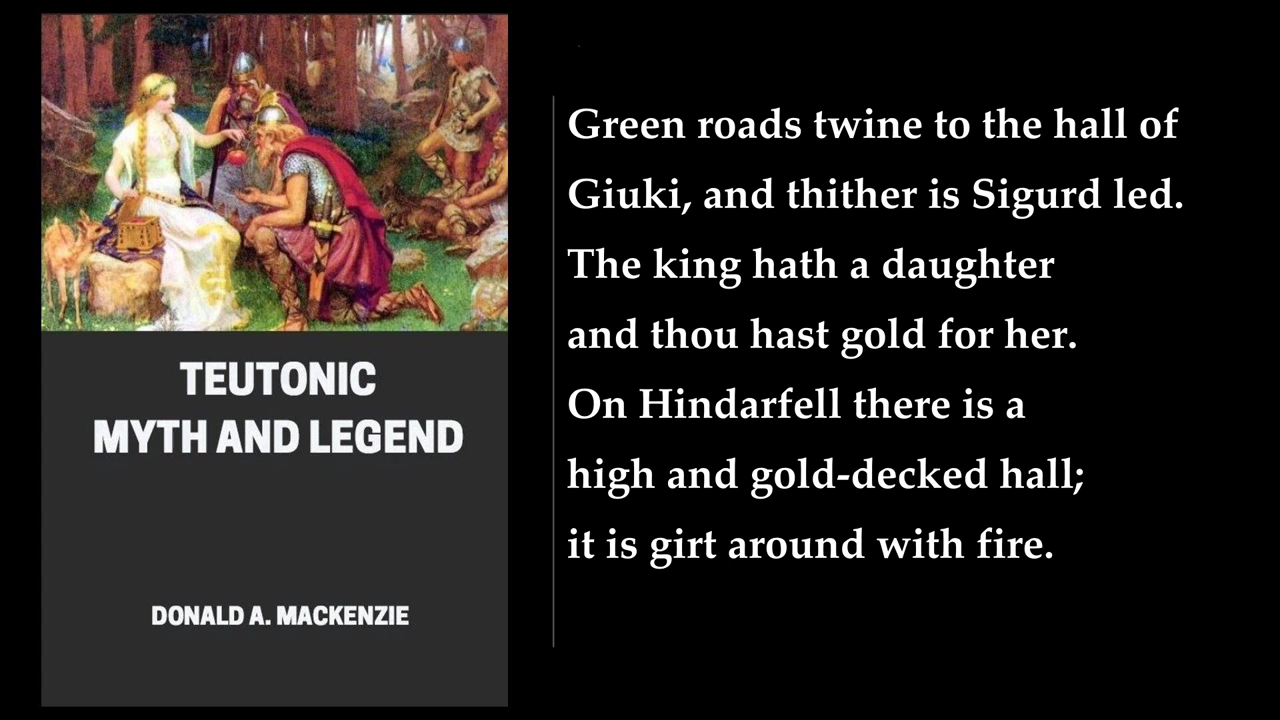 TEUTONIC
MYTH AND LEGEND
DONALD A. MACKENZIE
Green roads twine to the hall of
Giuki, and thither is Sigurd led.
The king hath a daughter
and thou hast gold for her.
On Hindarfell there is a
high and gold-decked hall;
it is girt around with fire.